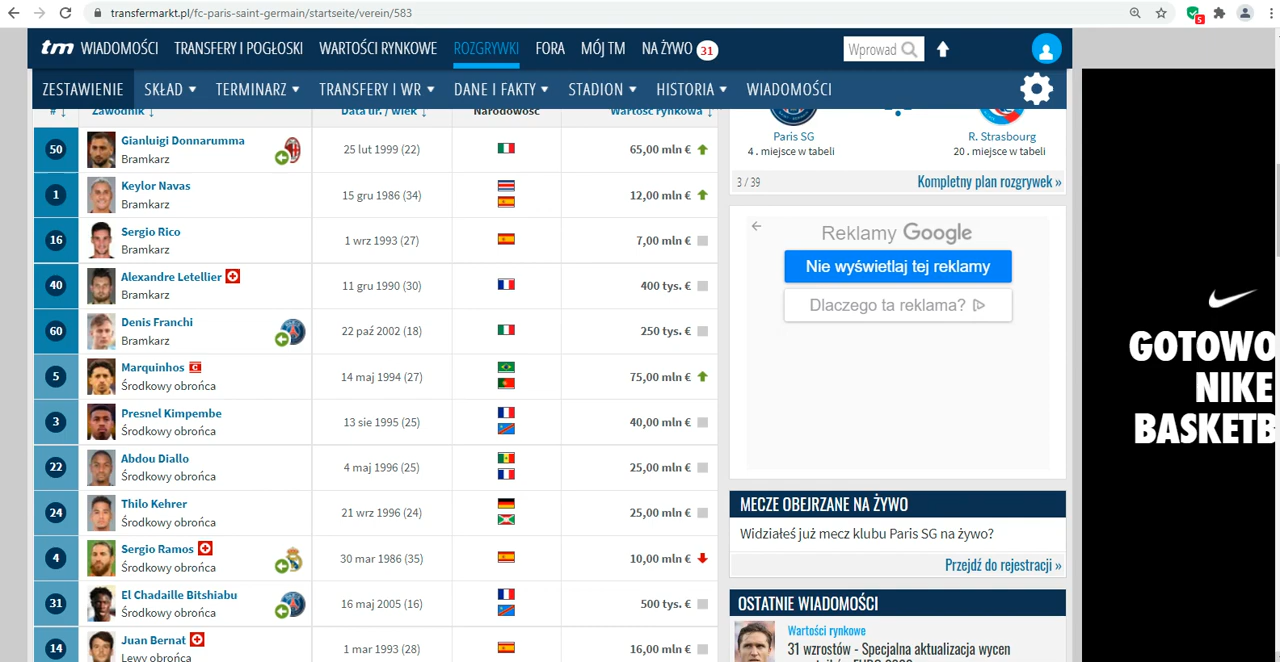 transfermarkt.pl/fc-paris-saint-germain/startseite/verein/583
5
tm WIADOMOŚCI TRANSFERY I POGŁOSKI WARTOŚCI RYNKOWE ROZGRYWKI FORA MÓJ TM NA ŻYWO 31 Wprowad
ZESTAWIENIE SKŁAD TERMINARZ TRANSFERY I WR DANE I FAKTY STADION HISTORIA WIADOMOŚCI
# Zawodnik Data ur. / wiek Narodowość Wartość rynkowa
50 Gianluigi Donnarumma 25 lut 1999 (22) 65,00 mln €
Bramkarz
1 Keylor Navas 15 gru 1986 (34) 12,00 mln €
Bramkarz
16 Sergio Rico 1 wrz 1993 (27) 7,00 mln €
Bramkarz
40 Alexandre Letellier 11 gru 1990 (30) 400 tys. €
Bramkarz
60 Denis Franchi 22 paź 2002 (18) 250 tys. €
Bramkarz
5 Marquinhos 14 maj 1994 (27) 75,00 mln €
Środkowy obrońca
3 Presnel Kimpembe 13 sie 1995 (25) 40,00 mln €
Środkowy obrońca
22 Abdou Diallo 4 maj 1996 (25) 25,00 mln €
Środkowy obrońca
24 Thilo Kehrer 21 wrz 1996 (24) 25,00 mln €
Środkowy obrońca
4 Sergio Ramos 30 mar 1986 (35) 10,00 mln €
Środkowy obrońca
31 El Chadaille Bitshiabu 16 maj 2005 (16) 500 tys. €
Środkowy obrońca
14 Juan Bernat 1 mar 1993 (28) 16,00 mln €
Lewy obrońca
-:-
Paris SG R. Strasbourg
4. miejsce w tabeli 20. miejsce w tabeli
3 / 39 Kompletny plan rozgrywek »
Reklamy Google
Nie wyświetlaj tej reklamy
Dlaczego ta reklama?
MECZE OBEJRZANE NA ŻYWO
Widziałeś już mecz klubu Paris SG na żywo?
Przejdź do rejestracji »
OSTATNIE WIADOMOŚCI
Wartości rynkowe
31 wzrostów - Specjalna aktualizacja wycen
GOTOWO
NIKE
BASKETB